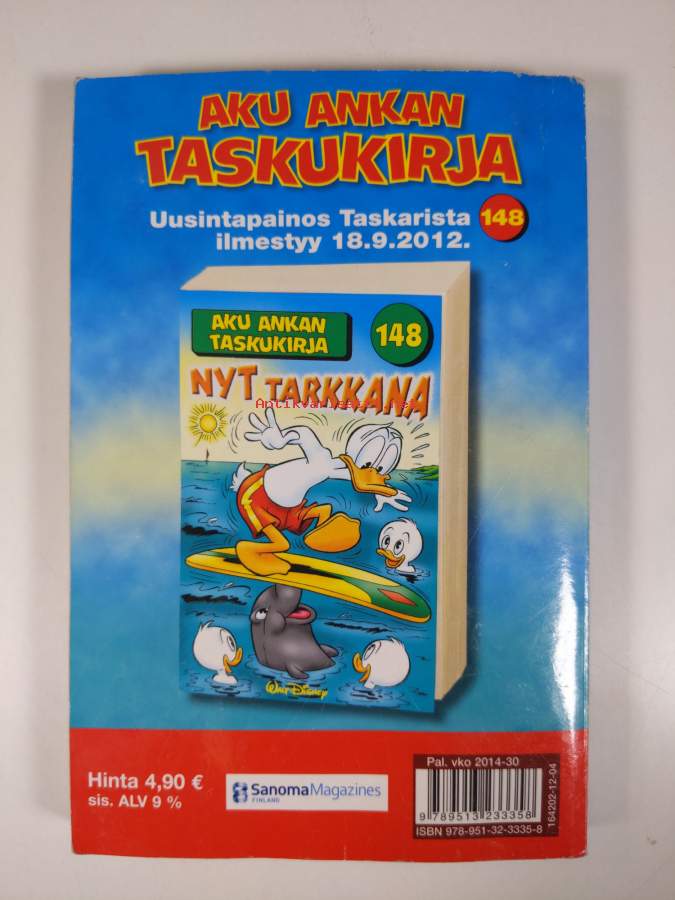 AKU ANKAN
TASKUKIRJA
Uusintapainos Taskarista 148
ilmestyy 18.9.2012.
AKU ANKAN
TASKUKIRJA
148
NYT TARKKANA
Antikvariaatti.net
WALT DISNEY
Hinta 4,90 €
sis. ALV 9 %
SanomaMagazines
FINLAND
Pal. vko 2014-30
9 789513 233358
ISBN 978-951-32-3335-8
164202-12-04